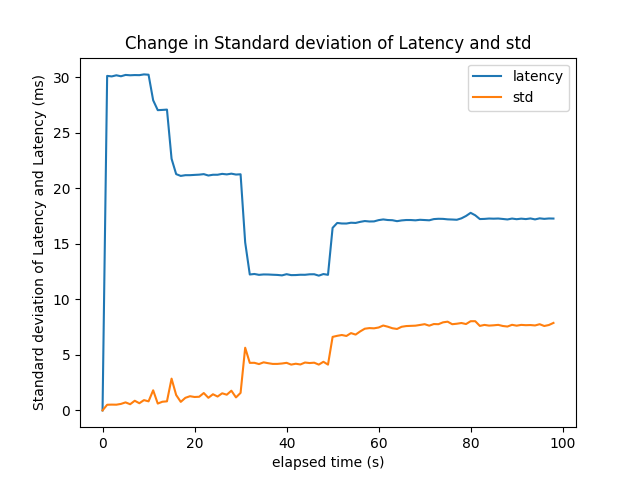 Change in Standard deviation of Latency and std
Standard deviation of Latency and Latency (ms)
30
25
20
15
10
5
0
latency
std
0
20
40
60
80
100
elapsed time (s)